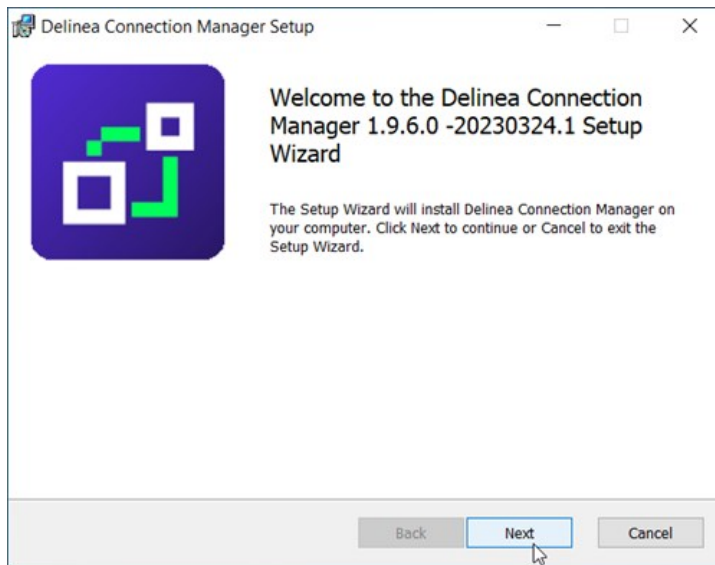 Delinea Connection Manager Setup
Welcome to the Delinea Connection
Manager 1.9.6.0 -20230324.1 Setup
Wizard
The Setup Wizard will install Delinea Connection Manager on
your computer. Click Next to continue or Cancel to exit the
Setup Wizard.
Back
Next
Cancel